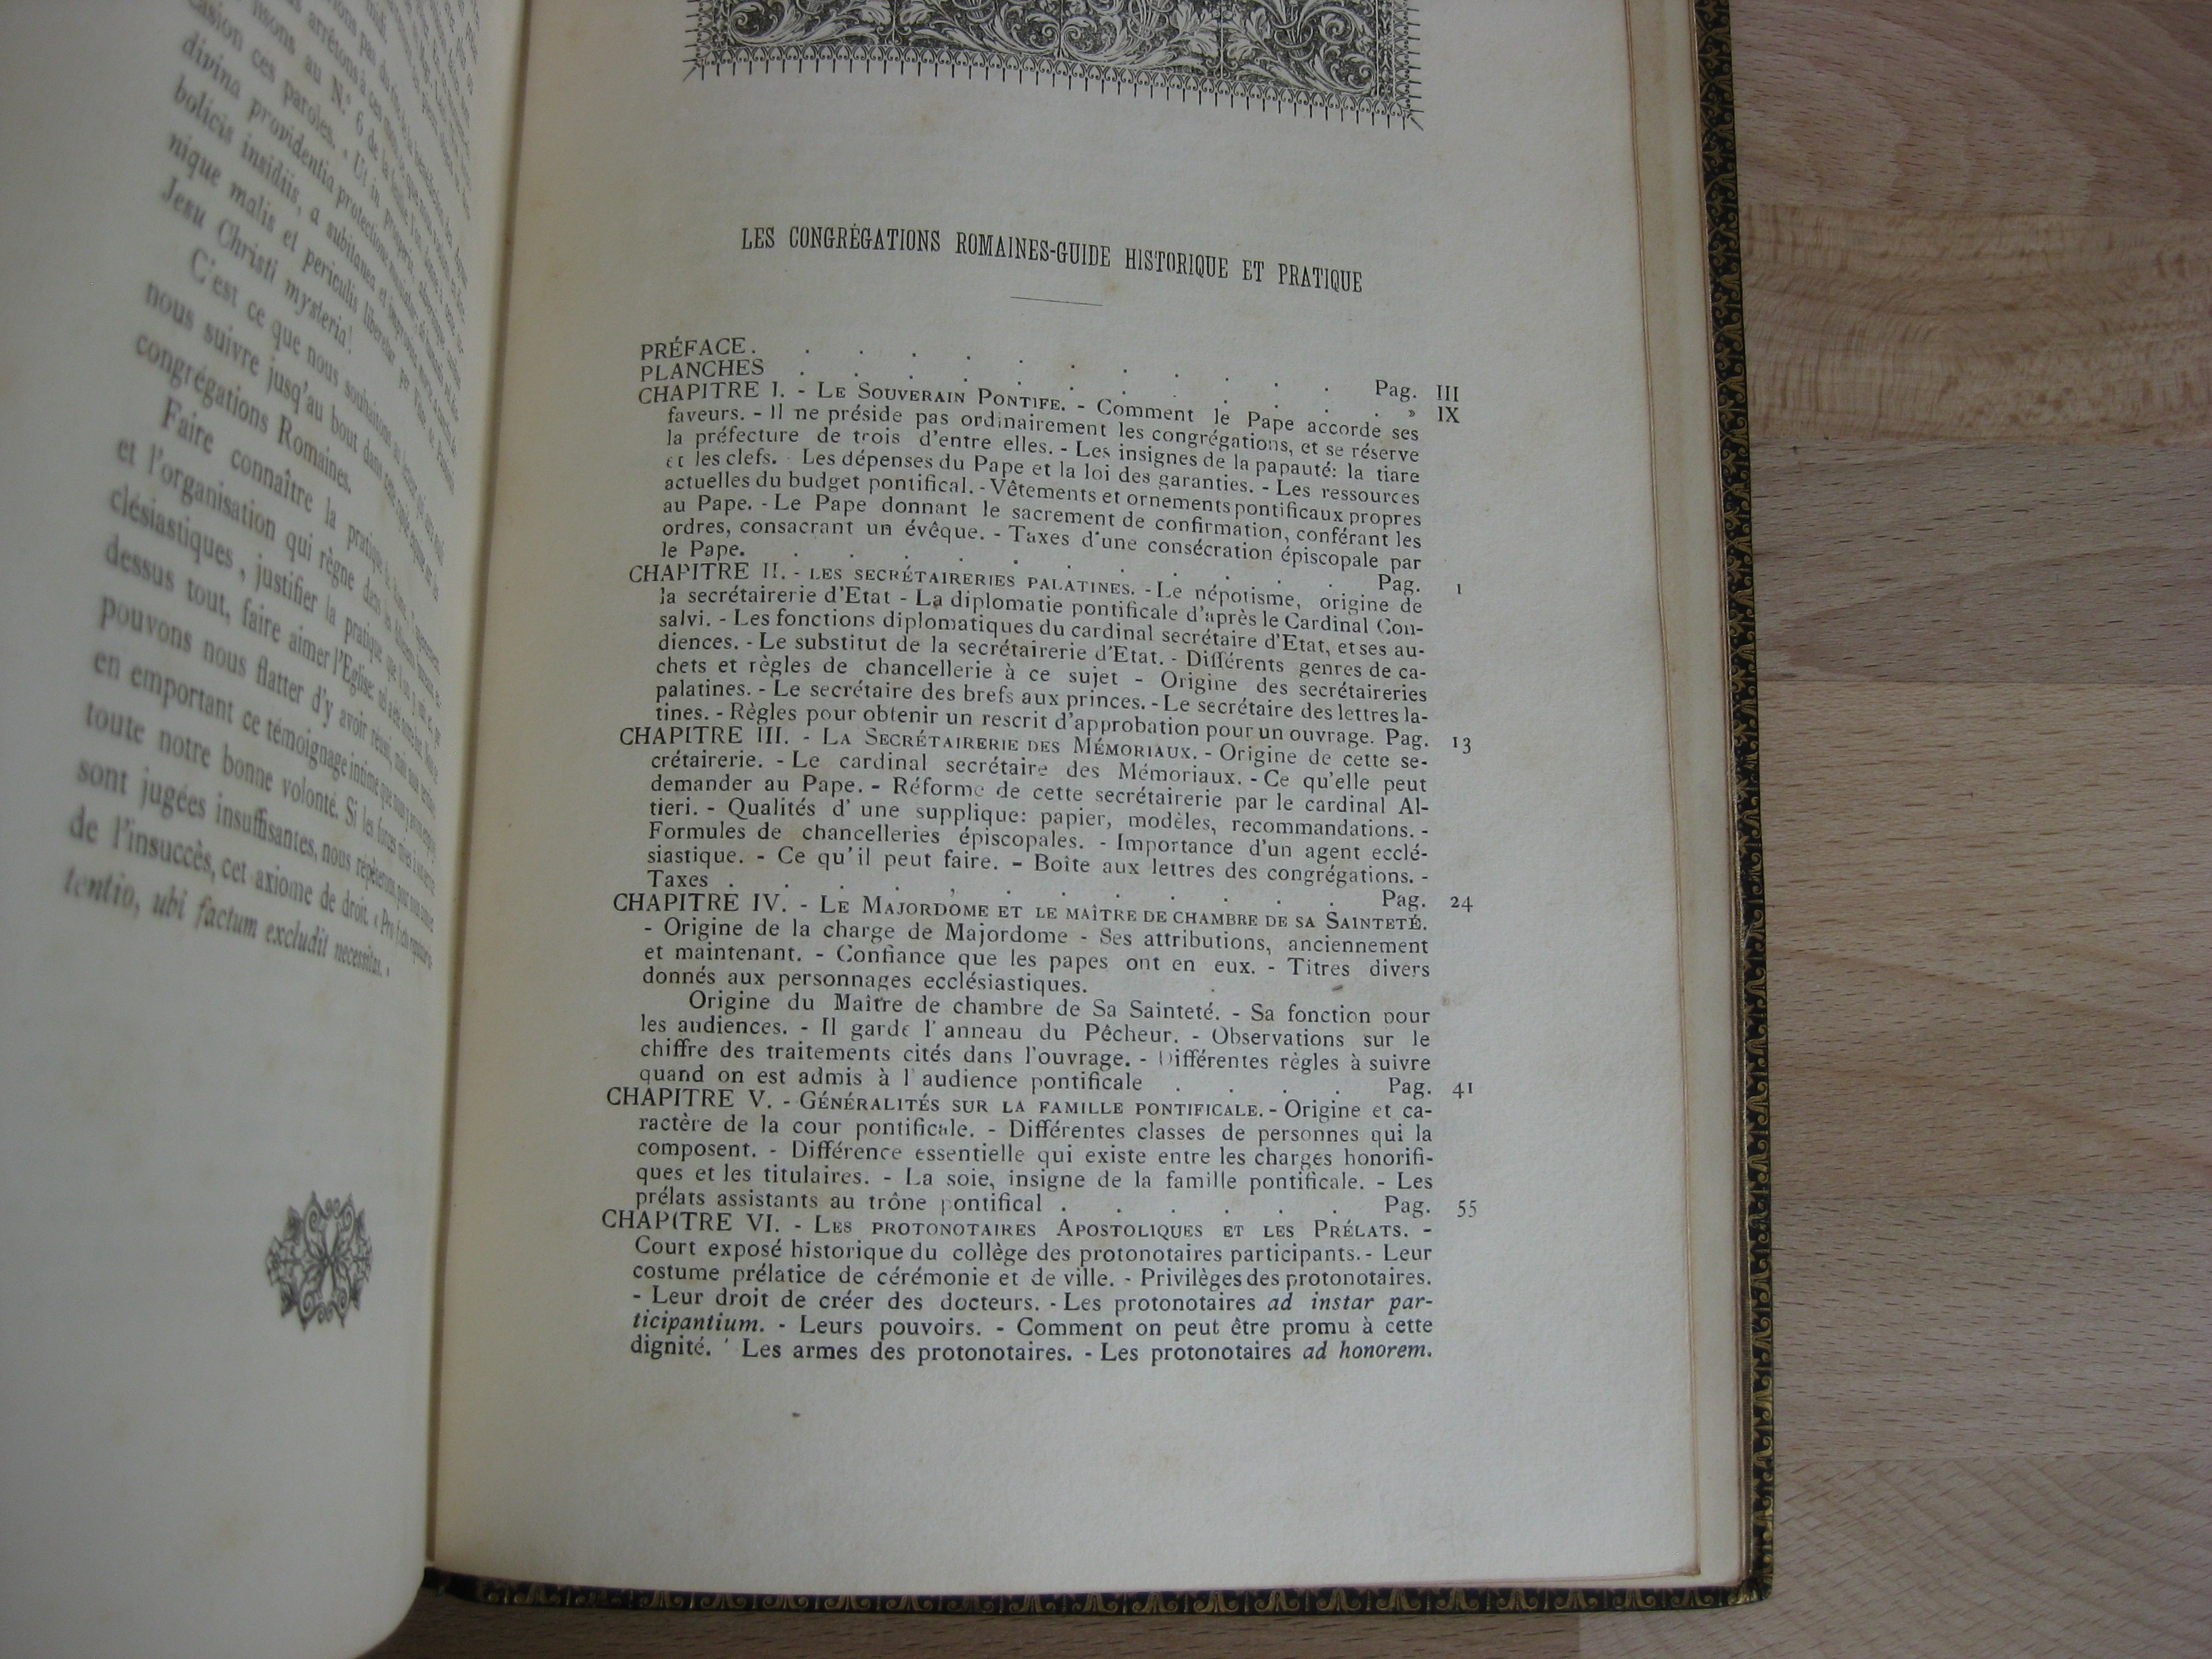 divina providentia protectione
bolicis insidiis, a subitanea et improvisa
nique malis et periculis liberetur per
Jesu Christi mysteria!
C'est ce que nous souhaitons au
nous suivre jusqu'au bout dans
congrégations Romaines.
Faire connaître la pratique
et l'organisation qui règne dans
clésiastiques, justifier la pratique
dessus tout, faire aimer l'Eglise:
pouvons nous flatter d'y avoir réussi,
en emportant ce témoignage intime que nous
toute notre bonne volonté. Si les forces
sont jugées insuffisantes, nous répéterons
de l'insuccès, cet axiome de droit. « Pro
tentio, ubi factum excludit necessitas. »
LES CONGRÉGATIONS ROMAINES-GUIDE HISTORIQUE ET PRATIQUE
PRÉFACE. . . . . . . . . . . . Pag. III
PLANCHES . . . . . . . . . . . . » IX
CHAPITRE I. - Le Souverain Pontife. - Comment le Pape accorde ses
faveurs. - Il ne préside pas ordinairement les congrégations, et se réserve
la préfecture de trois d'entre elles. - Les insignes de la papauté: la tiare
et les clefs. - Les dépenses du Pape et la loi des garanties. - Les ressources
actuelles du budget pontifical. - Vêtements et ornements pontificaux propres
au Pape. - Le Pape donnant le sacrement de confirmation, conférant les
ordres, consacrant un évêque. - Taxes d'une consécration épiscopale par
le Pape. . . . . . . . . . . . Pag. 1
CHAPITRE II. - LES SECRÉTAIRERIES PALATINES. - Le népotisme, origine de
la secrétairerie d'Etat - La diplomatie pontificale d'après le Cardinal Con-
salvi. - Les fonctions diplomatiques du cardinal secrétaire d'Etat, et ses au-
diences. - Le substitut de la secrétairerie d'Etat. - Différents genres de ca-
chets et règles de chancellerie à ce sujet - Origine des secrétaireries
palatines. - Le secrétaire des brefs aux princes. - Le secrétaire des lettres la-
tines. - Règles pour obtenir un rescrit d'approbation pour un ouvrage. Pag. 13
CHAPITRE III. - La Secrétairerie des Mémoriaux. - Origine de cette se-
crétairerie. - Le cardinal secrétaire des Mémoriaux. - Ce qu'elle peut
demander au Pape. - Réforme de cette secrétairerie par le cardinal Al-
tieri. - Qualités d' une supplique: papier, modèles, recommandations. -
Formules de chancelleries épiscopales. - Importance d'un agent ecclé-
siastique. - Ce qu'il peut faire. - Boîte aux lettres des congrégations. -
Taxes . . . . . . . . . . . . Pag. 24
CHAPITRE IV. - Le Majordome et le maître de chambre de sa Sainteté.
- Origine de la charge de Majordome - Ses attributions, anciennement
et maintenant. - Confiance que les papes ont en eux. - Titres divers
donnés aux personnages ecclésiastiques.
Origine du Maître de chambre de Sa Sainteté. - Sa fonction pour
les audiences. - Il garde l' anneau du Pêcheur. - Observations sur le
chiffre des traitements cités dans l'ouvrage. - Différentes règles à suivre
quand on est admis à l' audience pontificale . . . . Pag. 41
CHAPITRE V. - Généralités sur la famille pontificale. - Origine et ca-
ractère de la cour pontificale. - Différentes classes de personnes qui la
composent. - Différence essentielle qui existe entre les charges honorifi-
ques et les titulaires. - La soie, insigne de la famille pontificale. - Les
prélats assistants au trône pontifical . . . . . . Pag. 55
CHAPITRE VI. - Les protonotaires Apostoliques et les Prélats. -
Court exposé historique du collège des protonotaires participants. - Leur
costume prélatice de cérémonie et de ville. - Privilèges des protonotaires.
- Leur droit de créer des docteurs. - Les protonotaires ad instar par-
ticipantium. - Leurs pouvoirs. - Comment on peut être promu à cette
dignité. ' Les armes des protonotaires. - Les protonotaires ad honorem.